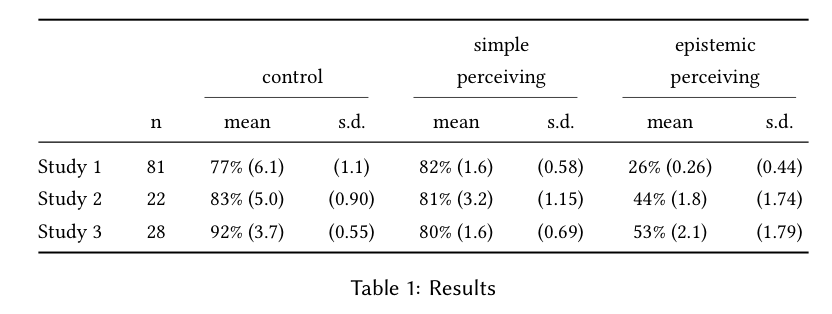 simple epistemic
control perceiving perceiving
n mean s.d. mean s.d. mean s.d.
Study 1 81 77% (6.1) (1.1) 82% (1.6) (0.58) 26% (0.26) (0.44)
Study 2 22 83% (5.0) (0.90) 81% (3.2) (1.15) 44% (1.8) (1.74)
Study 3 28 92% (3.7) (0.55) 80% (1.6) (0.69) 53% (2.1) (1.79)
Table 1: Results